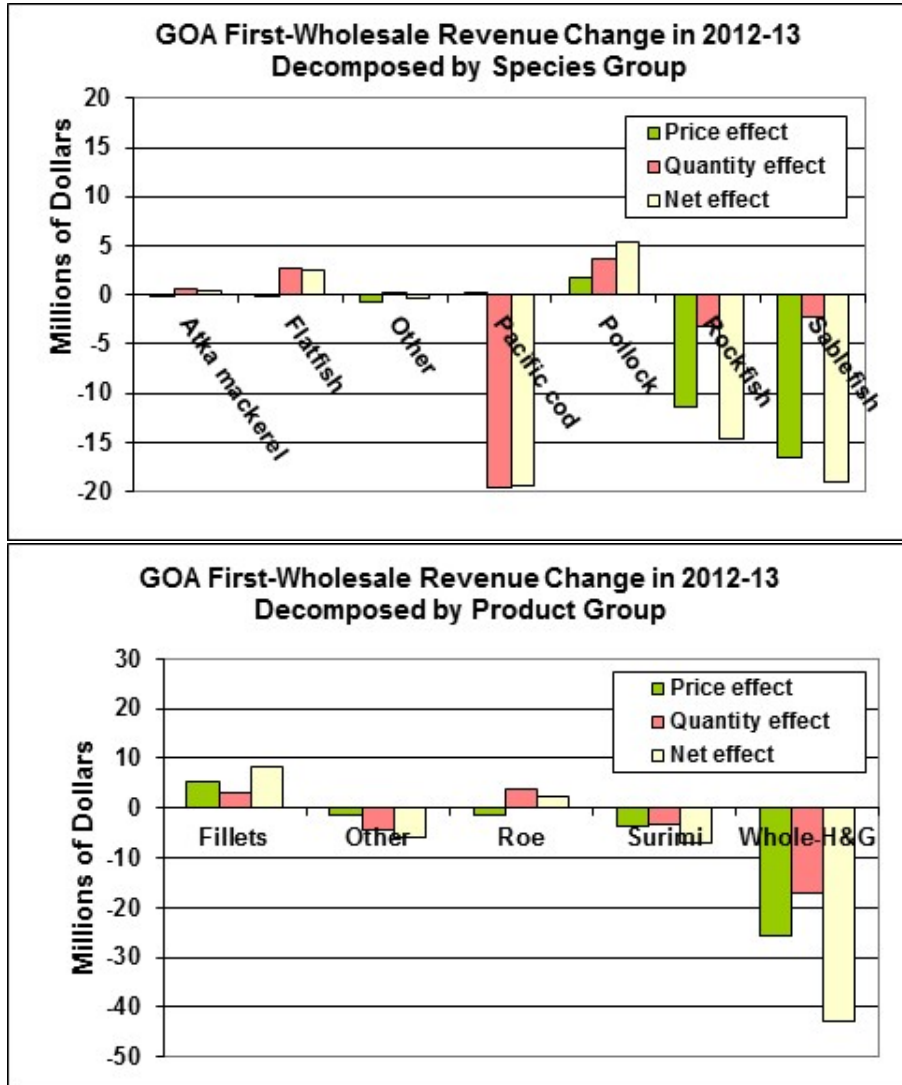 GOA First-Wholesale Revenue Change in 2012-13
Decomposed by Species Group
Millions of Dollars
20
15
10
5
0
-5
-10
-15
-20
Price effect
Quantity effect
Net effect
Atka mackerel
Flatfish
Other
Pacific cod
Pollock
Rockfish
Sablefish
GOA First-Wholesale Revenue Change in 2012-13
Decomposed by Product Group
Millions of Dollars
30
20
10
0
-10
-20
-30
-40
-50
Price effect
Quantity effect
Net effect
Fillets
Other
Roe
Surimi
Whole-H&G